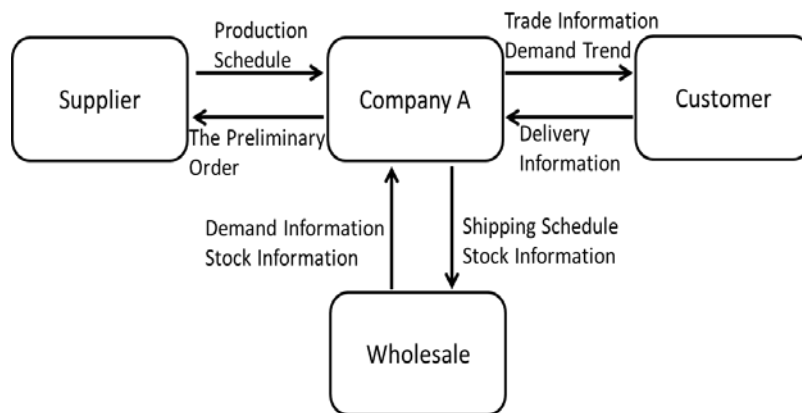 Production
Schedule
Trade Information
Demand Trend
Supplier
Company A
Customer
The Preliminary
Order
Delivery
Information
Demand Information
Stock Information
Shipping Schedule
Stock Information
Wholesale